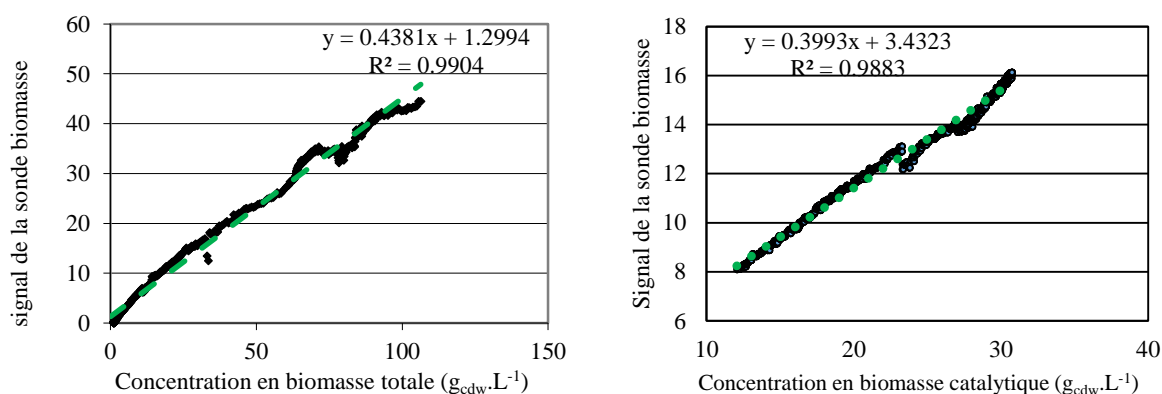 60
50
40
30
20
10
0
y = 0.4381x + 1.2994
R² = 0.9904
0
50
100
150
signal de la sonde biomasse
Concentration en biomasse totale (g_cdw.L⁻¹)
18
16
14
12
10
8
6
y = 0.3993x + 3.4323
R² = 0.9883
10
20
30
40
Signal de la sonde biomasse
Concentration en biomasse catalytique (g_cdw.L⁻¹)